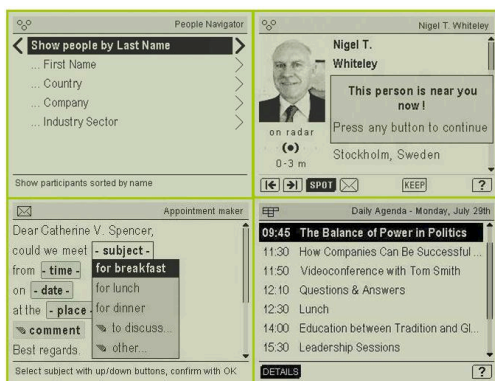 People Navigator
Show people by Last Name
... First Name
... Country
... Company
... Industry Sector
Show participants sorted by name
Nigel T. Whiteley
Nigel T.
Whiteley
This person is near you
now !
Press any button to continue
on radar
0-3 m
Stockholm, Sweden
SPOT
KEEP
?
Appointment maker
Dear Catherine V. Spencer,
could we meet - subject -
from - time - for breakfast
on - date - for lunch
at the - place - for dinner
comment to discuss...
Best regards. other...
Select subject with up/down buttons, confirm with OK
Daily Agenda - Monday, July 29th
09:45 The Balance of Power in Politics
11:30 How Companies Can Be Successful ...
11:50 Videoconference with Tom Smith
12:10 Questions & Answers
12:30 Lunch
14:00 Education between Tradition and Gl...
15:30 Leadership Sessions
DETAILS ?